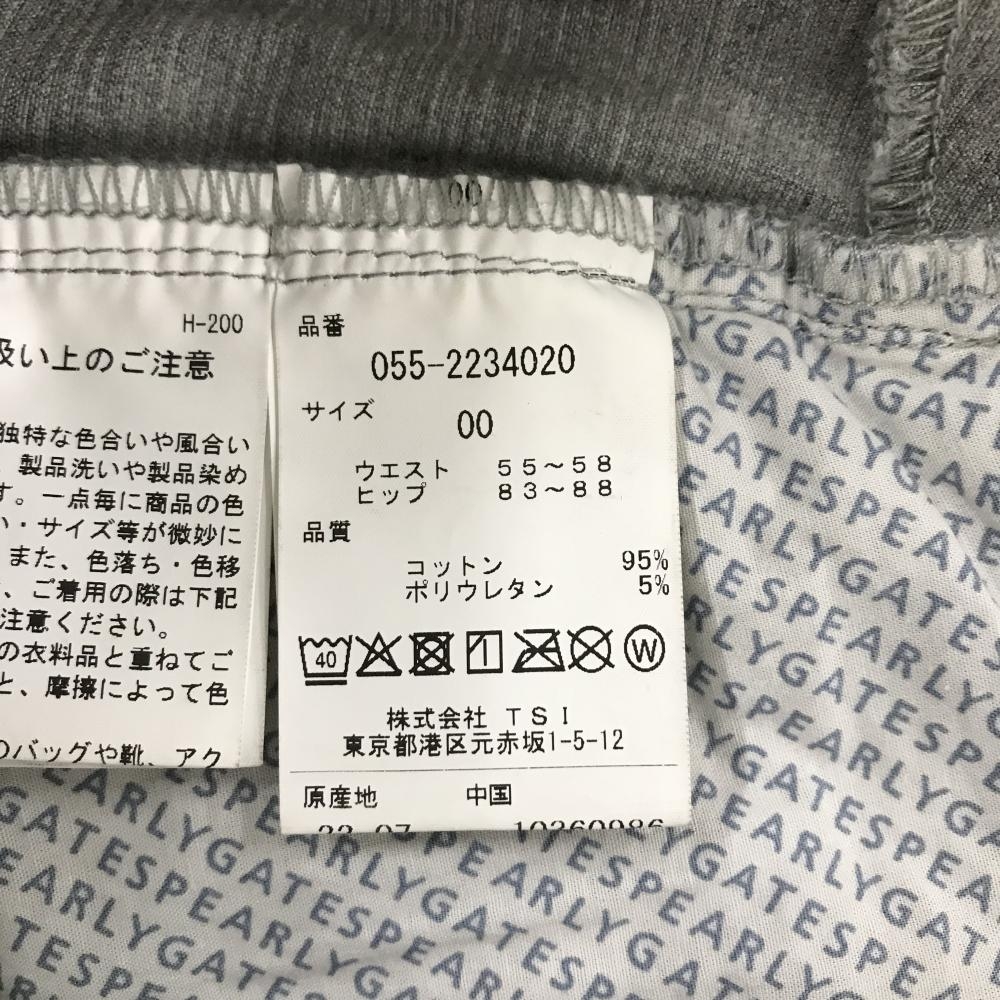 00
H-200
吸い上のご注意
独特な色合いや風合い
、製品洗いや製品染め
す。一点毎に商品の色
い・サイズ等が微妙に
また、色落ち・色移
、ご着用の際は下記
注意ください。
の衣料品と重ねてご
と、摩擦によって色
のバッグや靴、アク
品番
055-2234020
サイズ
00
ウエスト 55～58
ヒップ 83～88
品質
コットン 95%
ポリウレタン 5%
40
W
株式会社 TSI
東京都港区元赤坂1-5-12
原産地 中国
PEARLYGATES
PEARLYGATES
PEARLYGATES